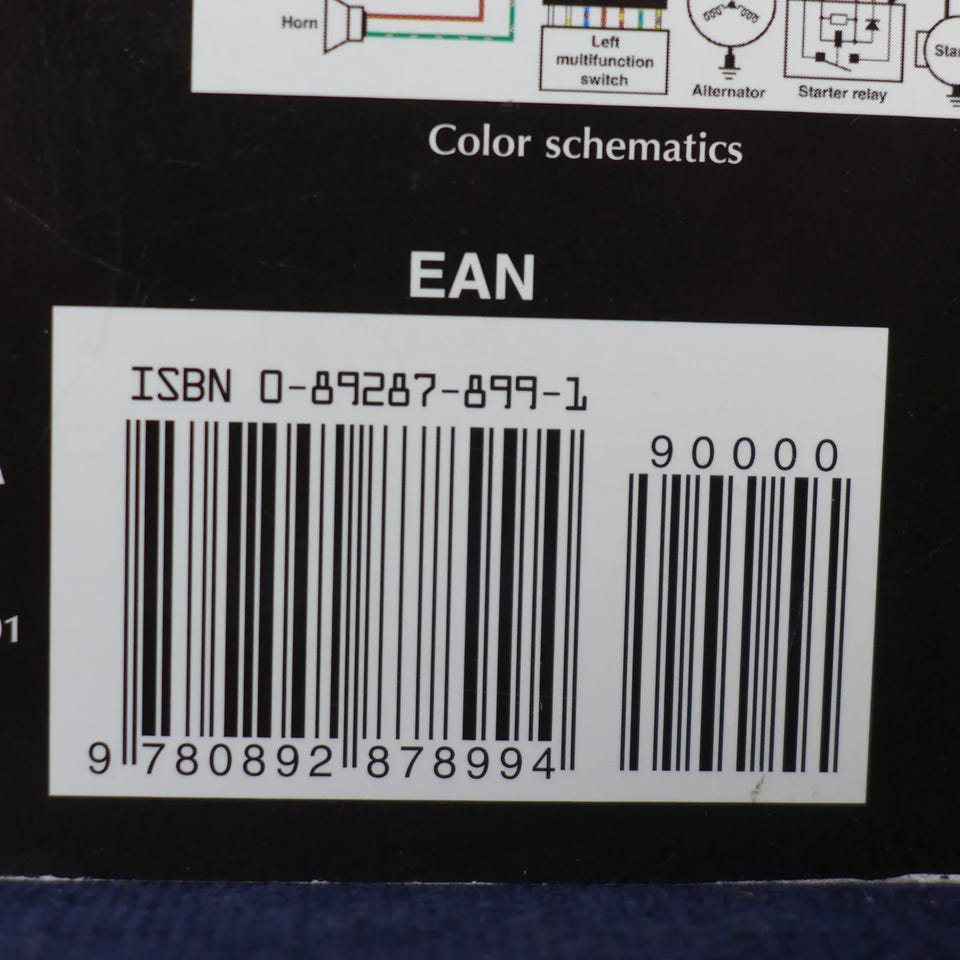 Horn
Left
multifunction
switch
Alternator
Starter relay
Color schematics
EAN
ISBN 0-89287-899-1
90000
9 780892 878994